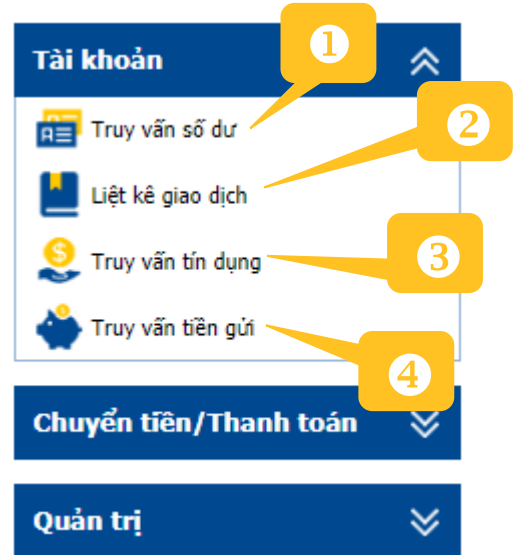 Tài khoản
1
Truy vấn số dư
2
Liệt kê giao dịch
3
Truy vấn tín dụng
4
Truy vấn tiền gửi
Chuyển tiền/Thanh toán
Quản trị